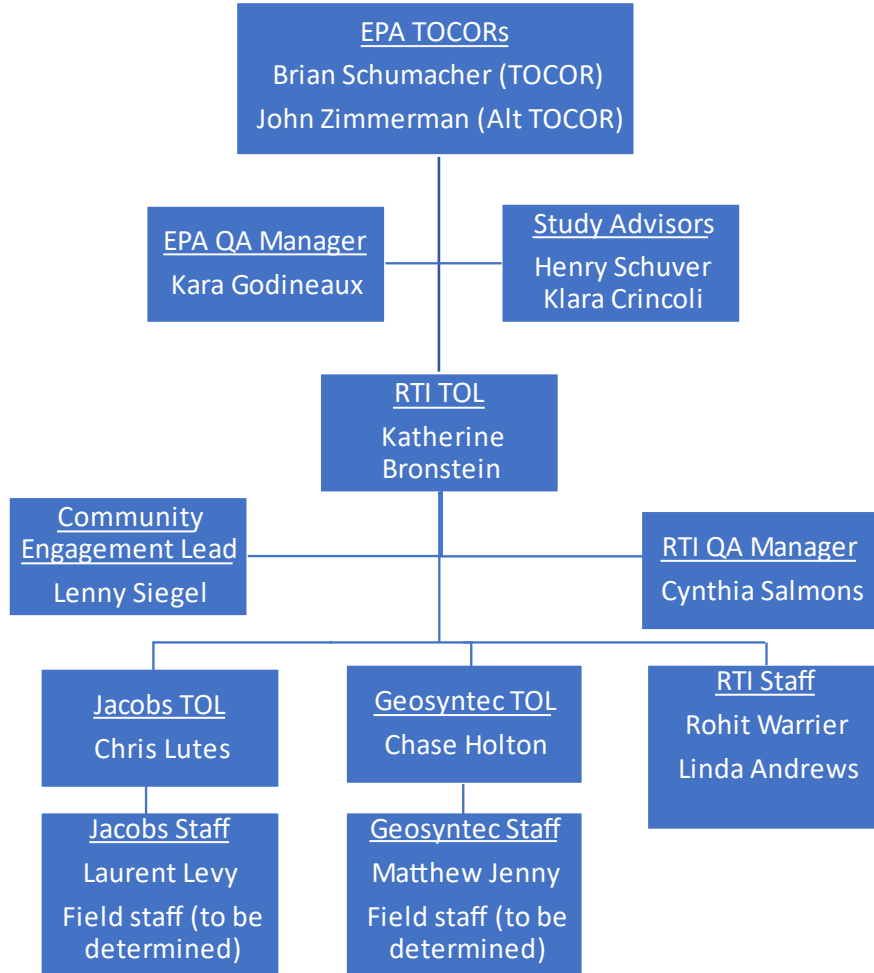 EPA TOCORs
Brian Schumacher (TOCOR)
John Zimmerman (Alt TOCOR)
EPA QA Manager
Kara Godineaux
Study Advisors
Henry Schuver
Klara Crincoli
RTI TOL
Katherine
Bronstein
Community
Engagement Lead
Lenny Siegel
RTI QA Manager
Cynthia Salmons
Jacobs TOL
Chris Lutes
Geosyntec TOL
Chase Holton
RTI Staff
Rohit Warrier
Linda Andrews
Jacobs Staff
Laurent Levy
Field staff (to be
determined)
Geosyntec Staff
Matthew Jenny
Field staff (to be
determined)